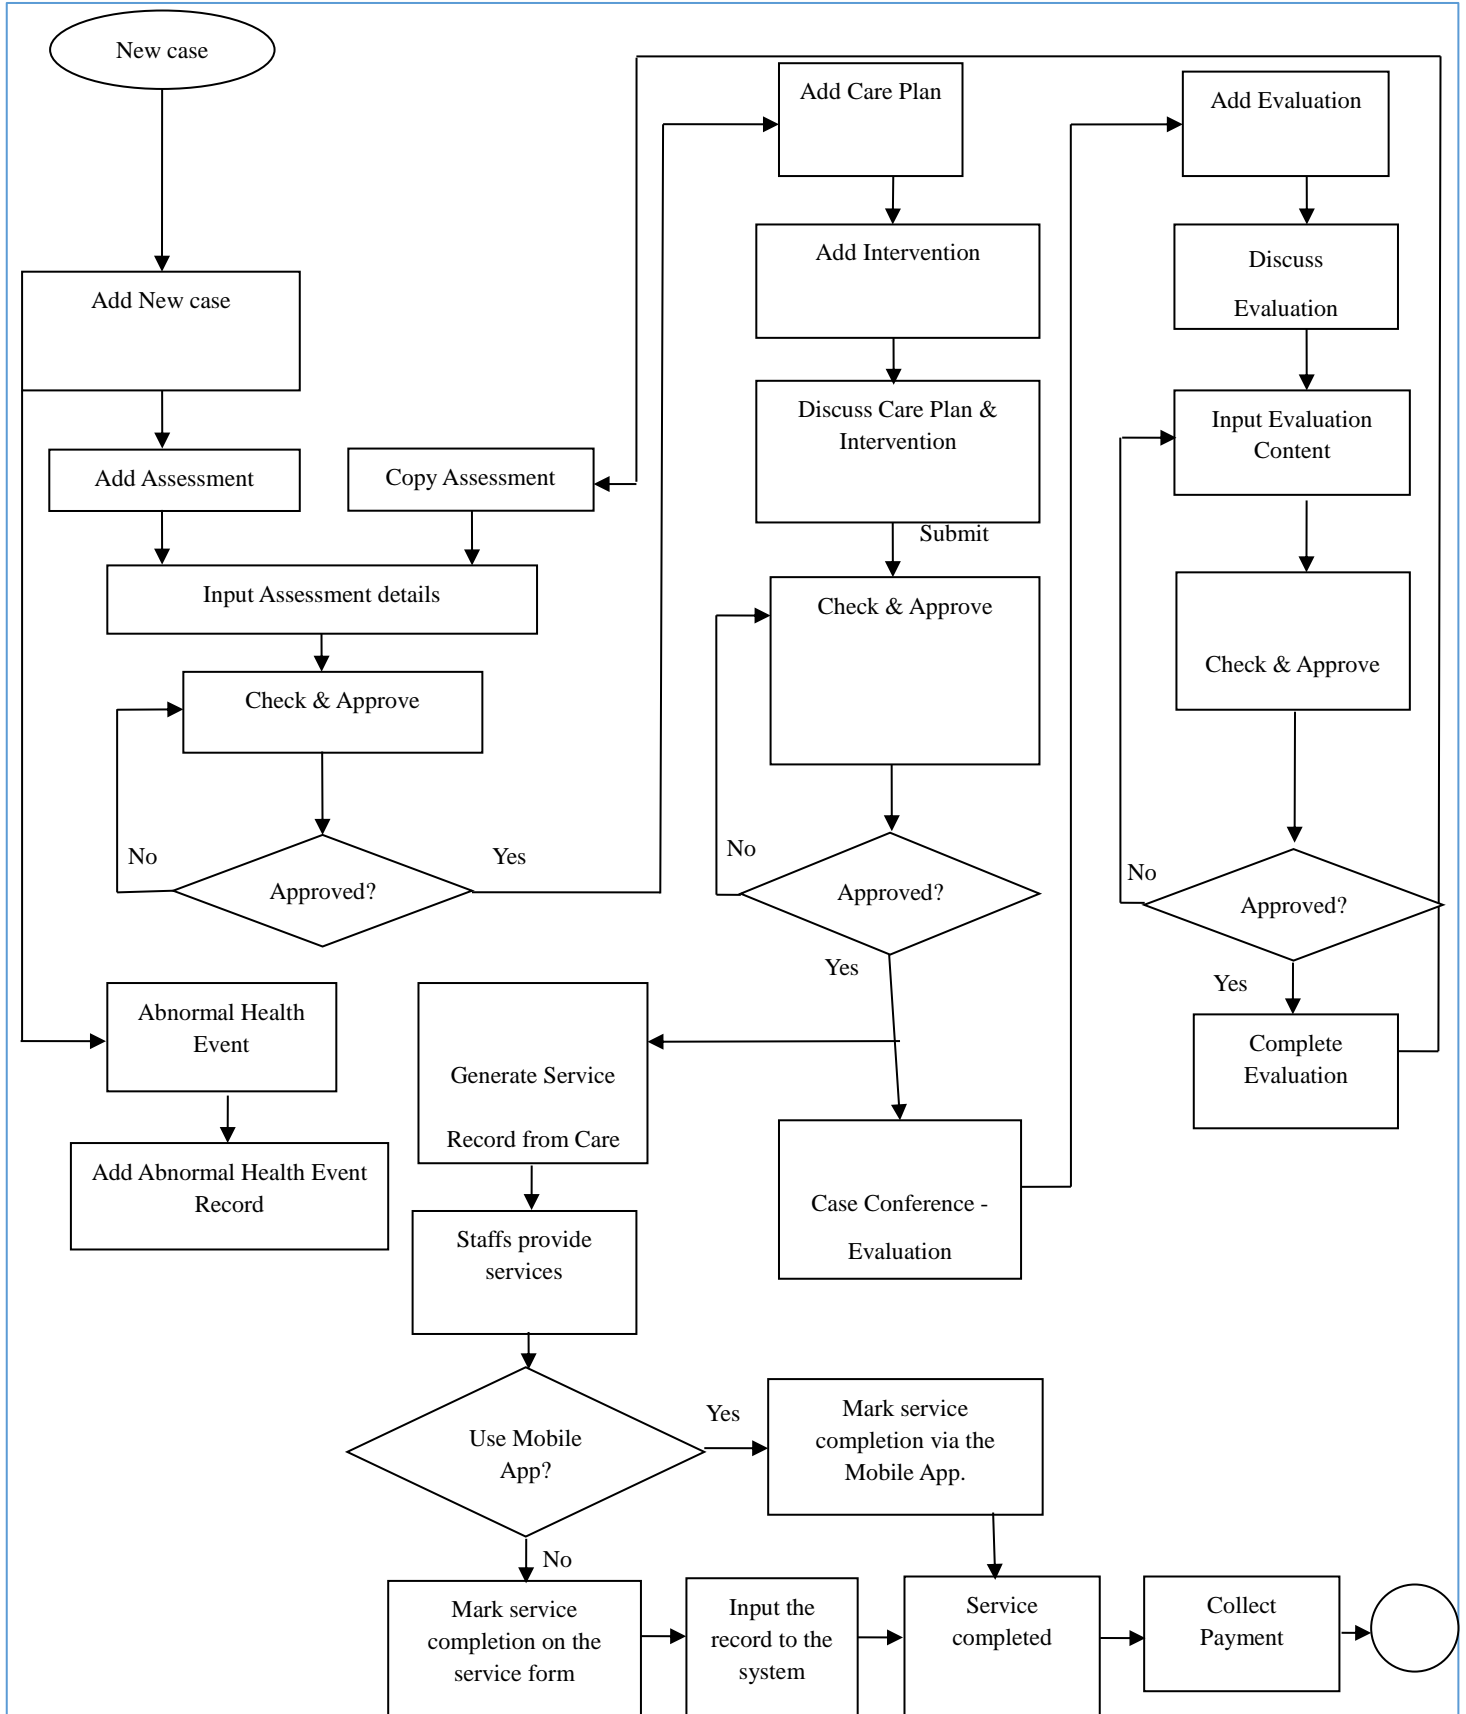 New case
Add New case
Add Assessment
Copy Assessment
Input Assessment details
Check & Approve
No
Yes
Approved?
Abnormal Health
Event
Add Abnormal Health Event
Record
Add Care Plan
Add Intervention
Discuss Care Plan &
Intervention
Submit
Check & Approve
No
Approved?
Yes
Generate Service
Record from Care
Case Conference -
Evaluation
Add Evaluation
Discuss
Evaluation
Input Evaluation
Content
Check & Approve
No
Approved?
Yes
Complete
Evaluation
Staffs provide
services
Use Mobile
App?
Yes
Mark service
completion via the
Mobile App.
No
Mark service
completion on the
service form
Input the
record to the
system
Service
completed
Collect
Payment